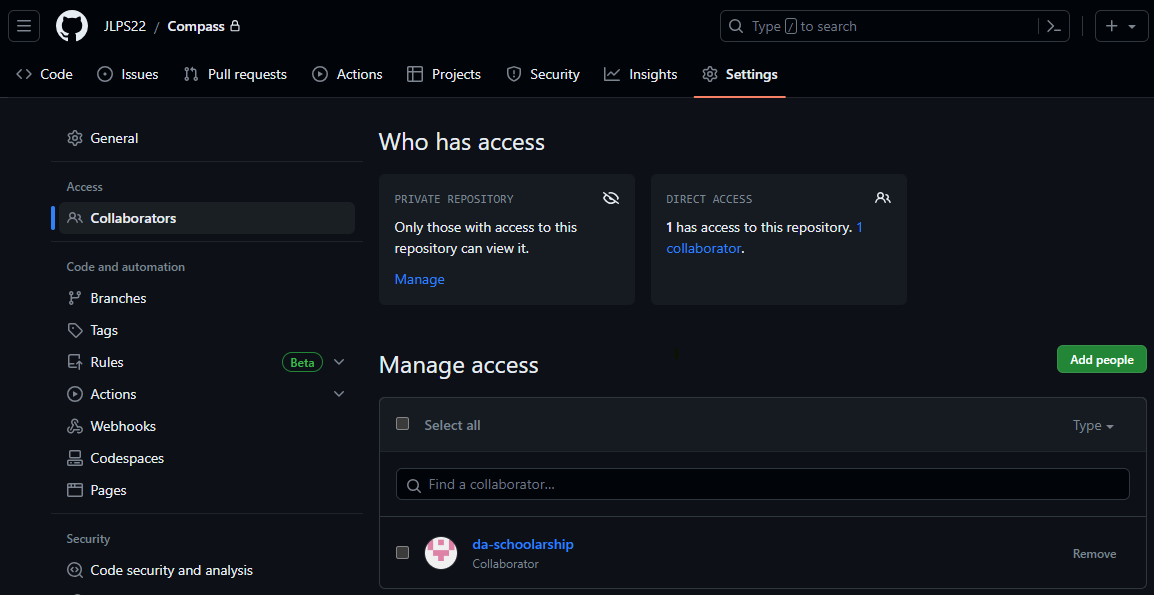 JLPS22 / Compass
Type / to search
Code Issues Pull requests Actions Projects Security Insights Settings
General
Access
Collaborators
Code and automation
Branches
Tags
Rules Beta
Actions
Webhooks
Codespaces
Pages
Security
Code security and analysis
Who has access
PRIVATE REPOSITORY
Only those with access to this
repository can view it.
Manage
DIRECT ACCESS
1 has access to this repository. 1
collaborator.
Manage access
Add people
Select all
Type
Find a collaborator...
da-schoolarship
Collaborator
Remove